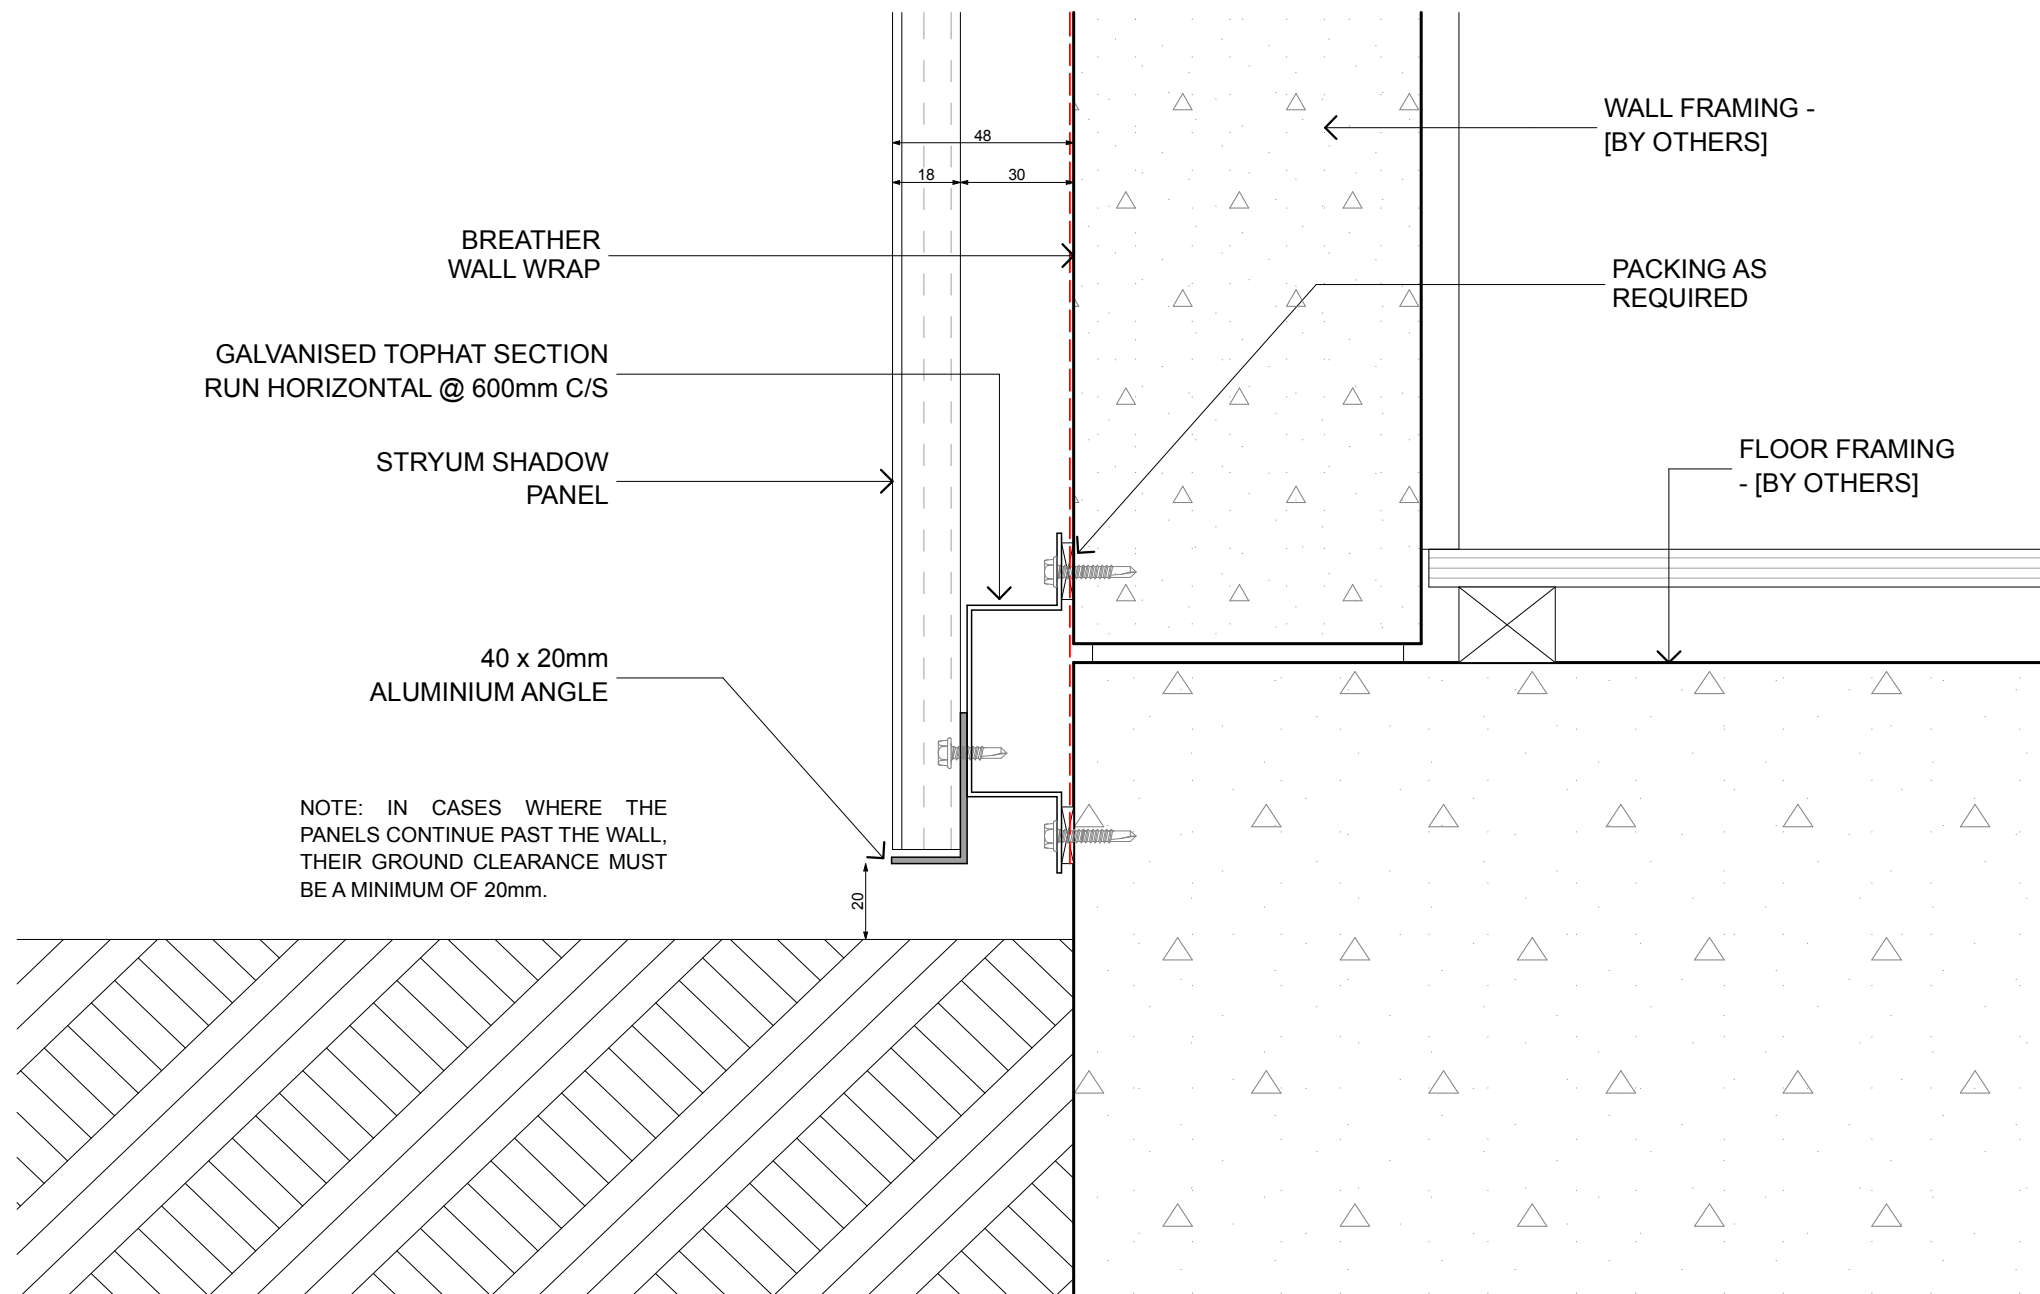 48
18
30
WALL FRAMING -
[BY OTHERS]
BREATHER
WALL WRAP
PACKING AS
REQUIRED
GALVANISED TOPHAT SECTION
RUN HORIZONTAL @ 600mm C/S
STRYUM SHADOW
PANEL
FLOOR FRAMING
- [BY OTHERS]
40 x 20mm
ALUMINIUM ANGLE
NOTE: IN CASES WHERE THE
PANELS CONTINUE PAST THE WALL,
THEIR GROUND CLEARANCE MUST
BE A MINIMUM OF 20mm.
20